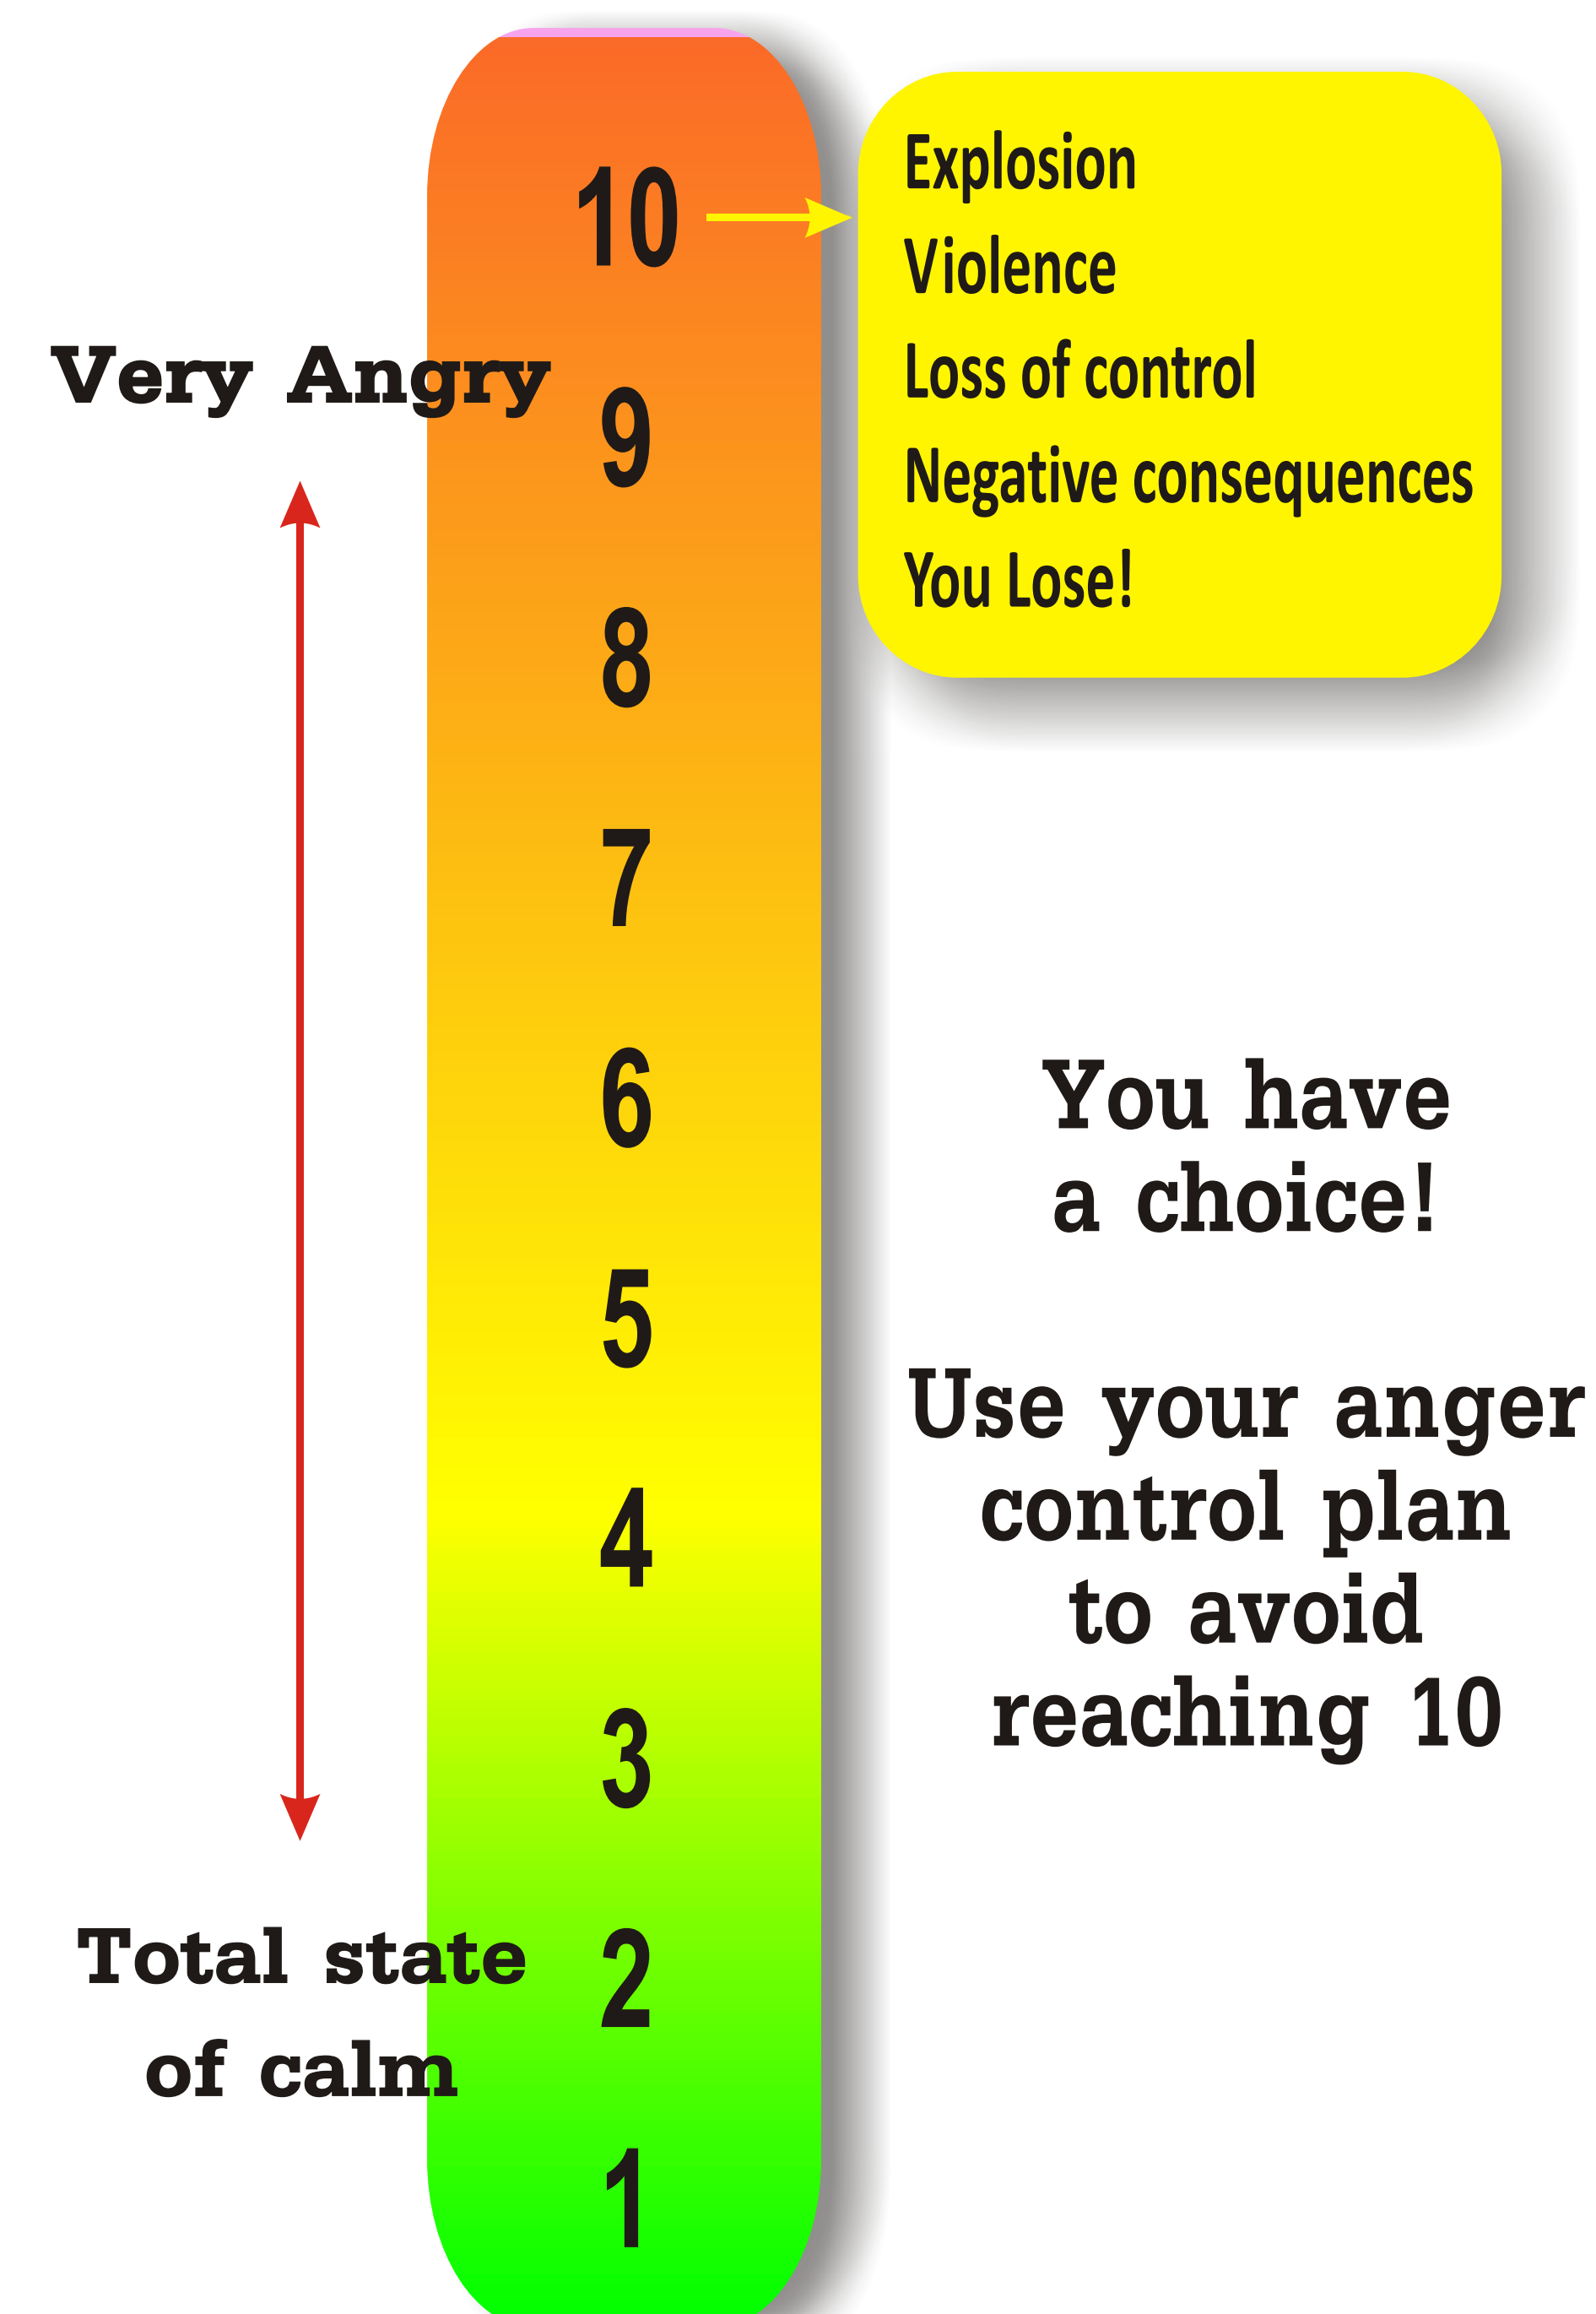 10
Explosion
Violence
Loss of control
Negative consequences
You Lose!
Very Angry
9
8
7
6
5
4
3
2
1
You have
a choice!
Use your anger
control plan
to avoid
reaching 10
Total state
of calm